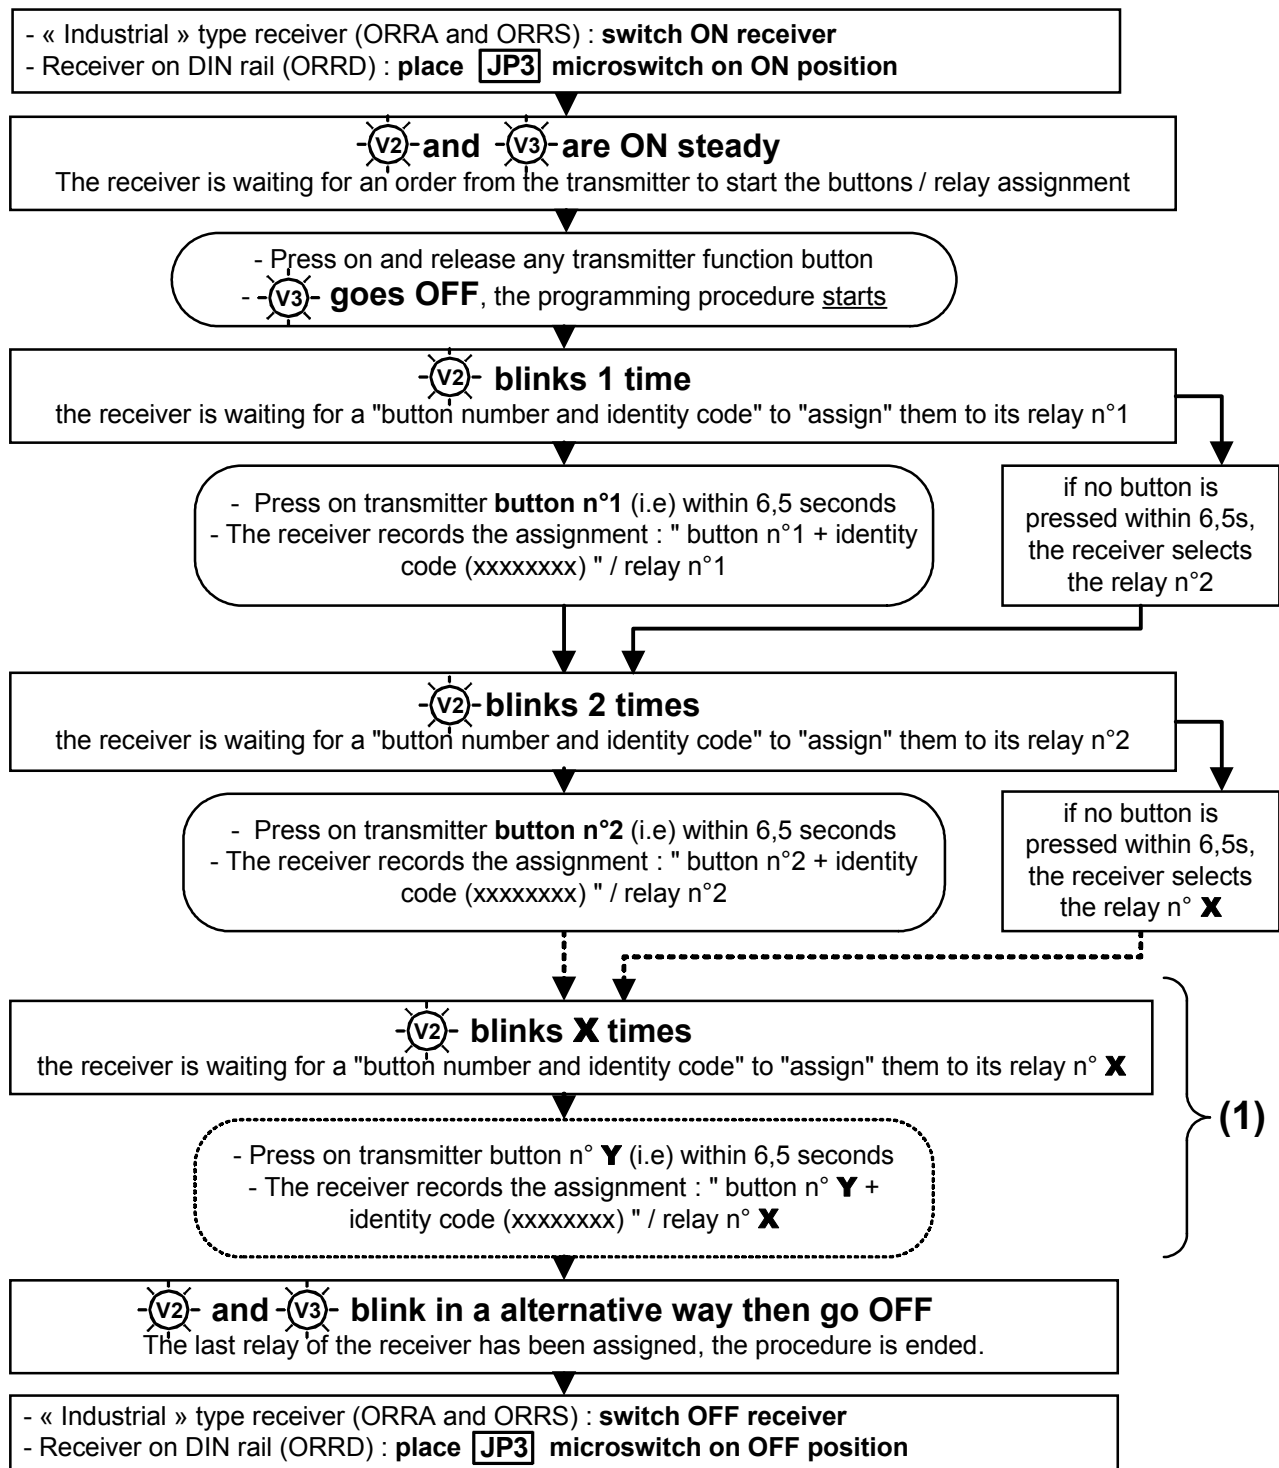 - « Industrial » type receiver (ORRA and ORRS) : switch ON receiver
- Receiver on DIN rail (ORRD) : place JP3 microswitch on ON position
V2 and V3 are ON steady
The receiver is waiting for an order from the transmitter to start the buttons / relay assignment
- Press on and release any transmitter function button
- V3 goes OFF, the programming procedure starts
V2 blinks 1 time
the receiver is waiting for a "button number and identity code" to "assign" them to its relay n°1
- Press on transmitter button n°1 (i.e) within 6,5 seconds
- The receiver records the assignment : " button n°1 + identity
code (xxxxxxxx) " / relay n°1
if no button is
pressed within 6,5s,
the receiver selects
the relay n°2
V2 blinks 2 times
the receiver is waiting for a "button number and identity code" to "assign" them to its relay n°2
- Press on transmitter button n°2 (i.e) within 6,5 seconds
- The receiver records the assignment : " button n°2 + identity
code (xxxxxxxx) " / relay n°2
if no button is
pressed within 6,5s,
the receiver selects
the relay n° X
V2 blinks X times
the receiver is waiting for a "button number and identity code" to "assign" them to its relay n° X
- Press on transmitter button n° Y (i.e) within 6,5 seconds
- The receiver records the assignment : " button n° Y +
identity code (xxxxxxxx) " / relay n° X
(1)
V2 and V3 blink in a alternative way then go OFF
The last relay of the receiver has been assigned, the procedure is ended.
- « Industrial » type receiver (ORRA and ORRS) : switch OFF receiver
- Receiver on DIN rail (ORRD) : place JP3 microswitch on OFF position